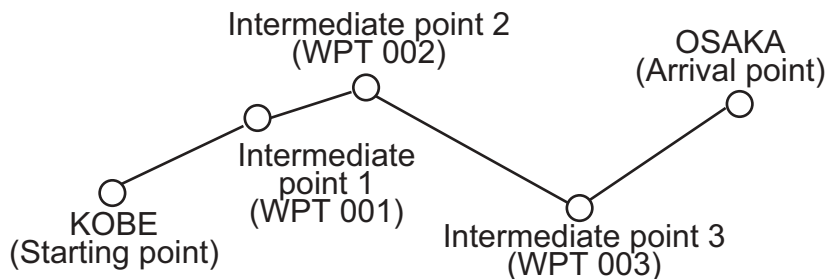 Intermediate point 2
(WPT 002)
OSAKA
(Arrival point)
Intermediate
point 1
(WPT 001)
KOBE
(Starting point)
Intermediate point 3
(WPT 003)